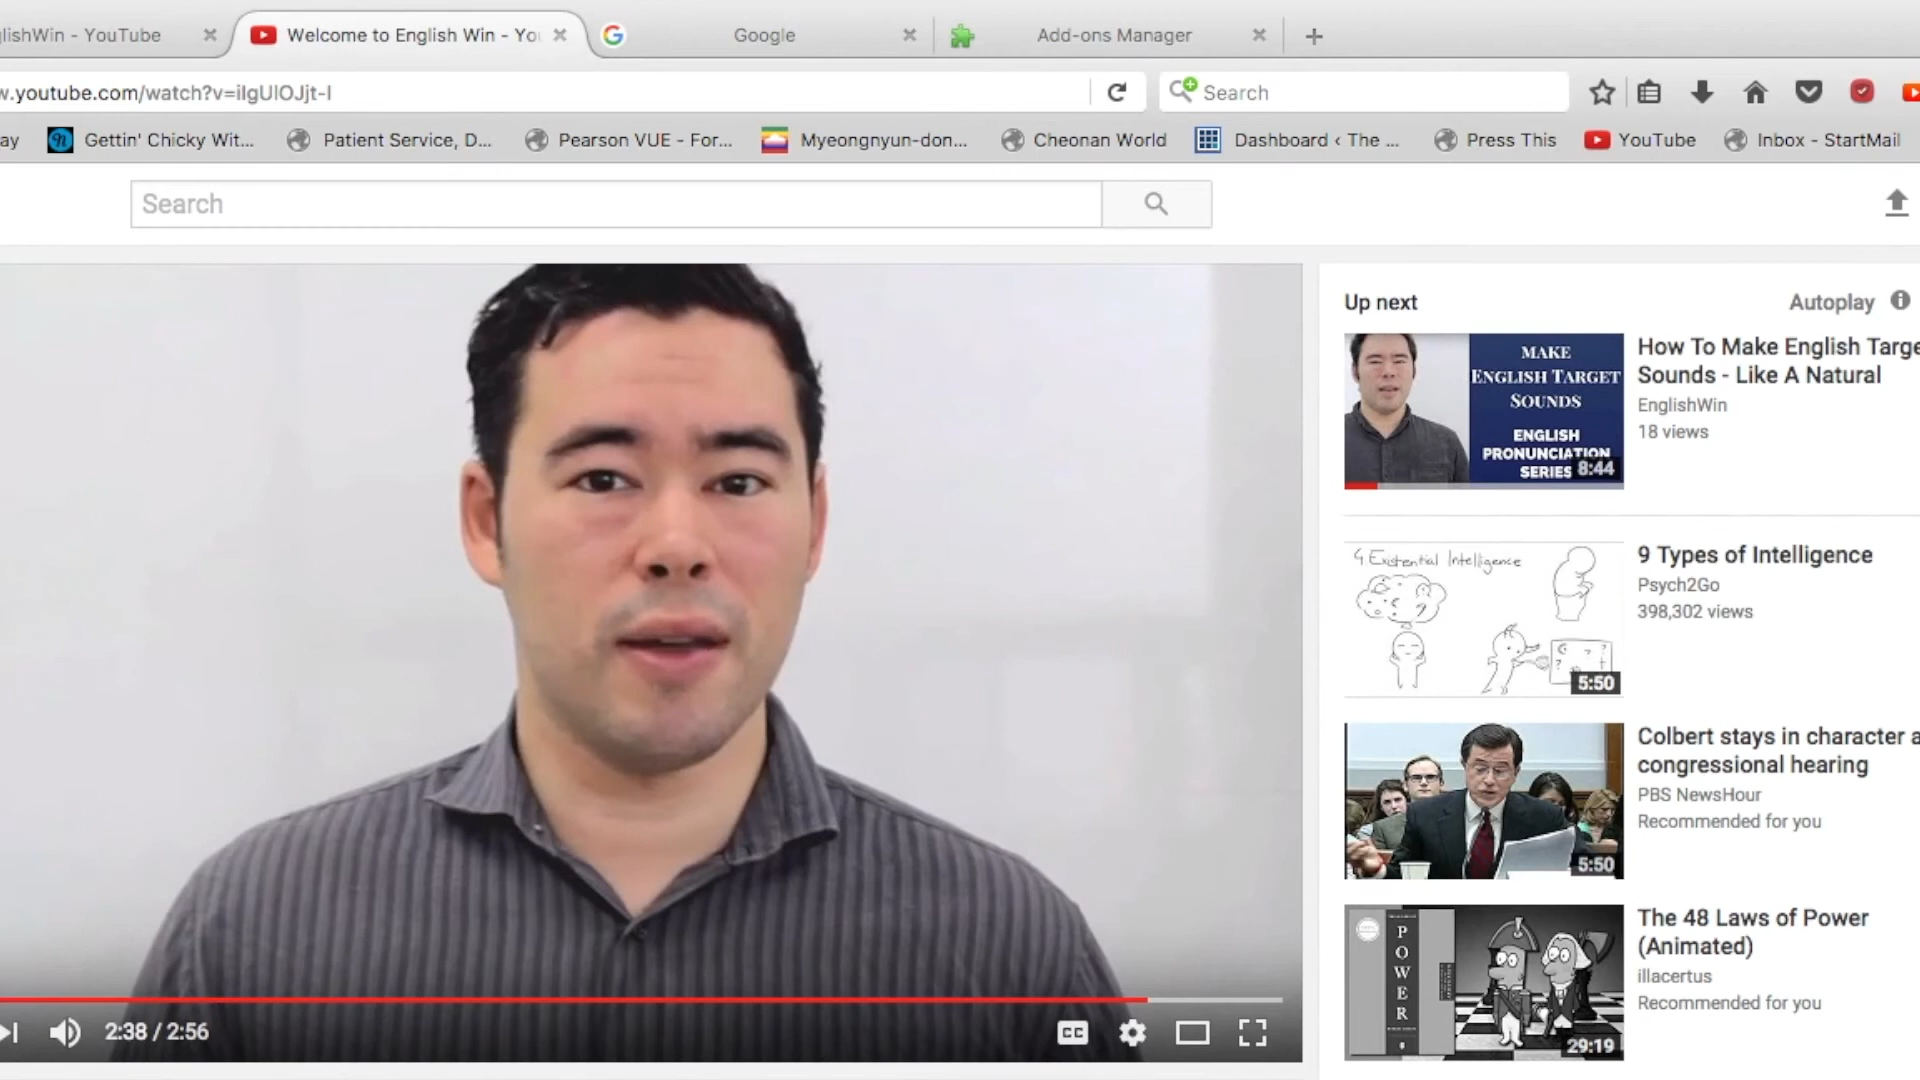 lishWin - YouTube
Welcome to English Win - Yo
Google
Add-ons Manager
w.youtube.com/watch?v=iIgUlOJjt-I
Search
ay
Gettin' Chicky Wit...
Patient Service, D...
Pearson VUE - For...
Myeongnyun-don...
Cheonan World
Dashboard ‹ The ...
Press This
YouTube
Inbox - StartMail
Search
Up next
Autoplay
MAKE
ENGLISH TARGET
SOUNDS
ENGLISH
PRONUNCIATION
SERIES
8:44
How To Make English Targe
Sounds - Like A Natural
EnglishWin
18 views
4. Existential Intelligence
5:50
9 Types of Intelligence
Psych2Go
398,302 views
5:50
Colbert stays in character a
congressional hearing
PBS NewsHour
Recommended for you
POWER
29:19
The 48 Laws of Power
(Animated)
illacertus
Recommended for you
2:38 / 2:56
CC